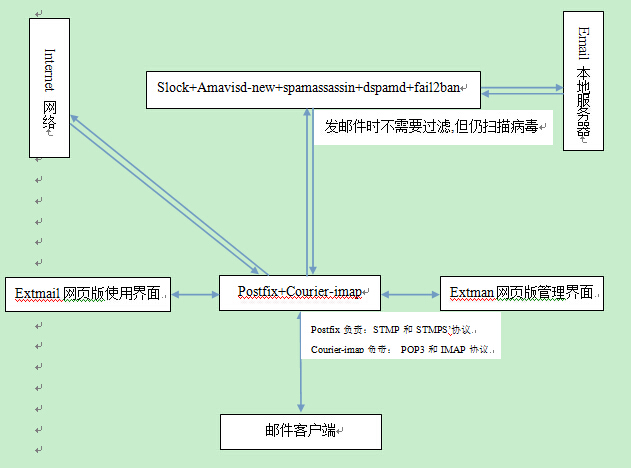 Internet 网络
Slock+Amavisd-new+spamassassin+dspamd+fail2ban
Email 本地服务器
发邮件时不需要过滤,但仍扫描病毒
Extmail 网页版使用界面
Postfix+Courier-imap
Extman 网页版管理界面
Postfix 负责：STMP 和 STMPS 协议
Courier-imap 负责： POP3 和 IMAP 协议
邮件客户端